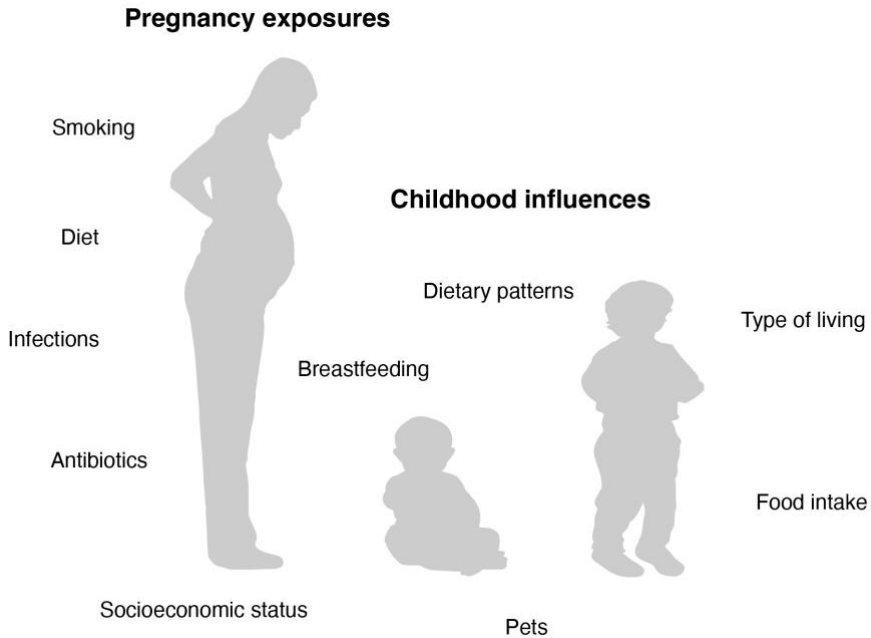 Pregnancy exposures
Smoking
Diet
Infections
Antibiotics
Socioeconomic status
Childhood influences
Dietary patterns
Type of living
Breastfeeding
Food intake
Pets